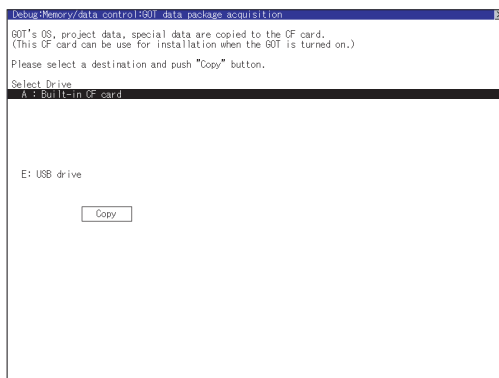 Debug:Memory/data control:GOT data package acquisition
GOT's OS, project data, special data are copied to the CF card.
(This CF card can be use for installation when the GOT is turned on.)
Please select a destination and push "Copy" button.
Select Drive
A : Built-in CF card
E: USB drive
Copy